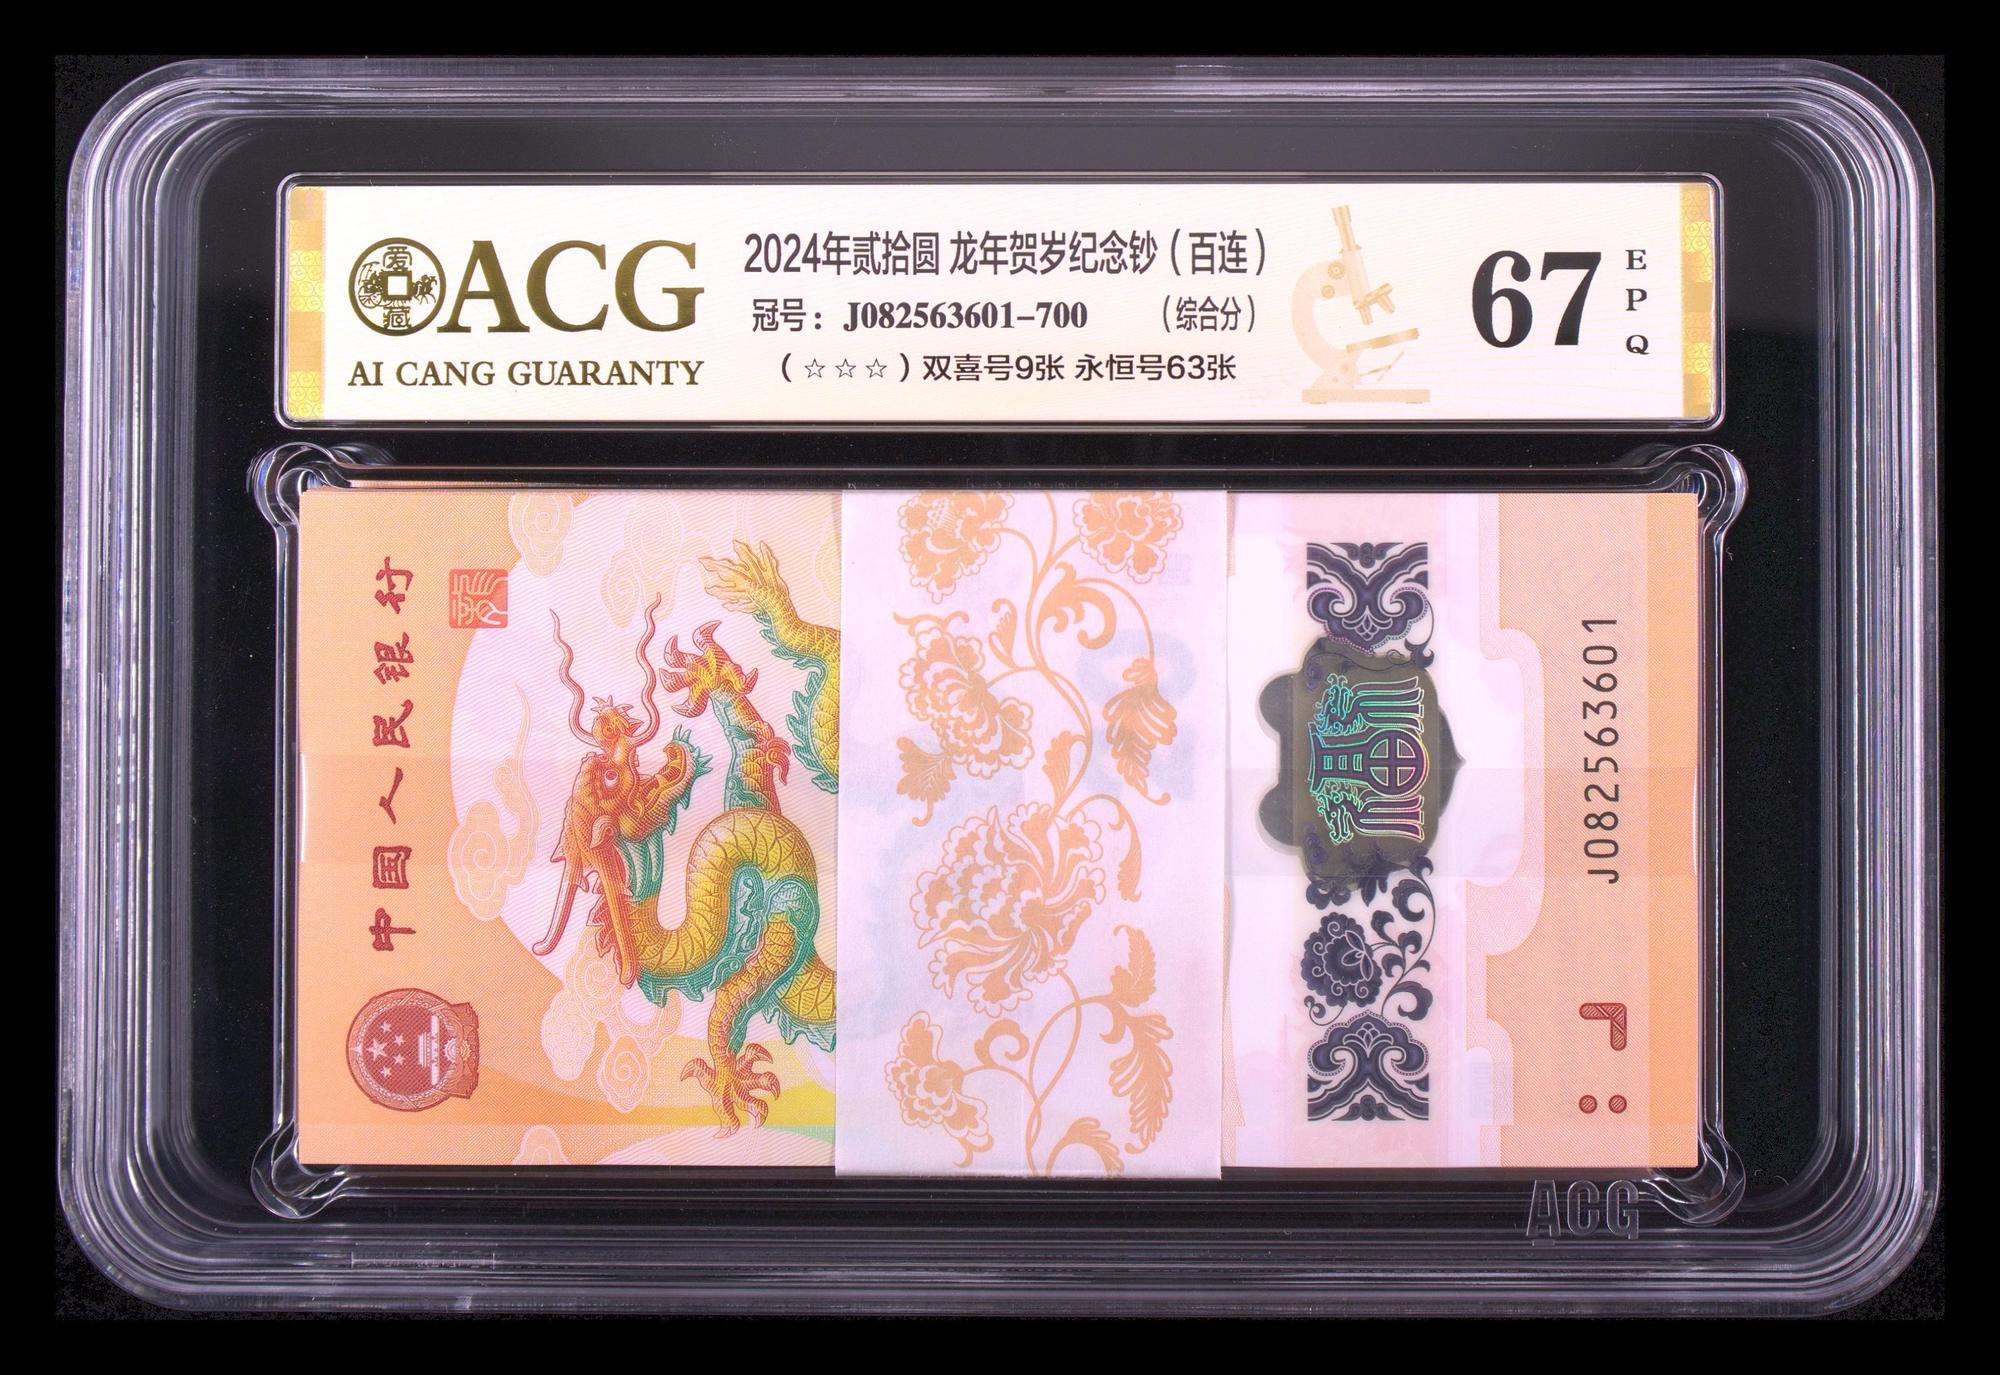 爱藏
ACG
AI CANG GUARANTY
2024年贰拾圆 龙年贺岁纪念钞（百连）
冠号：J082563601-700 （综合分）
（☆☆☆）双喜号9张 永恒号63张
67
EPQ
中国人民银行
J082563601
ACG